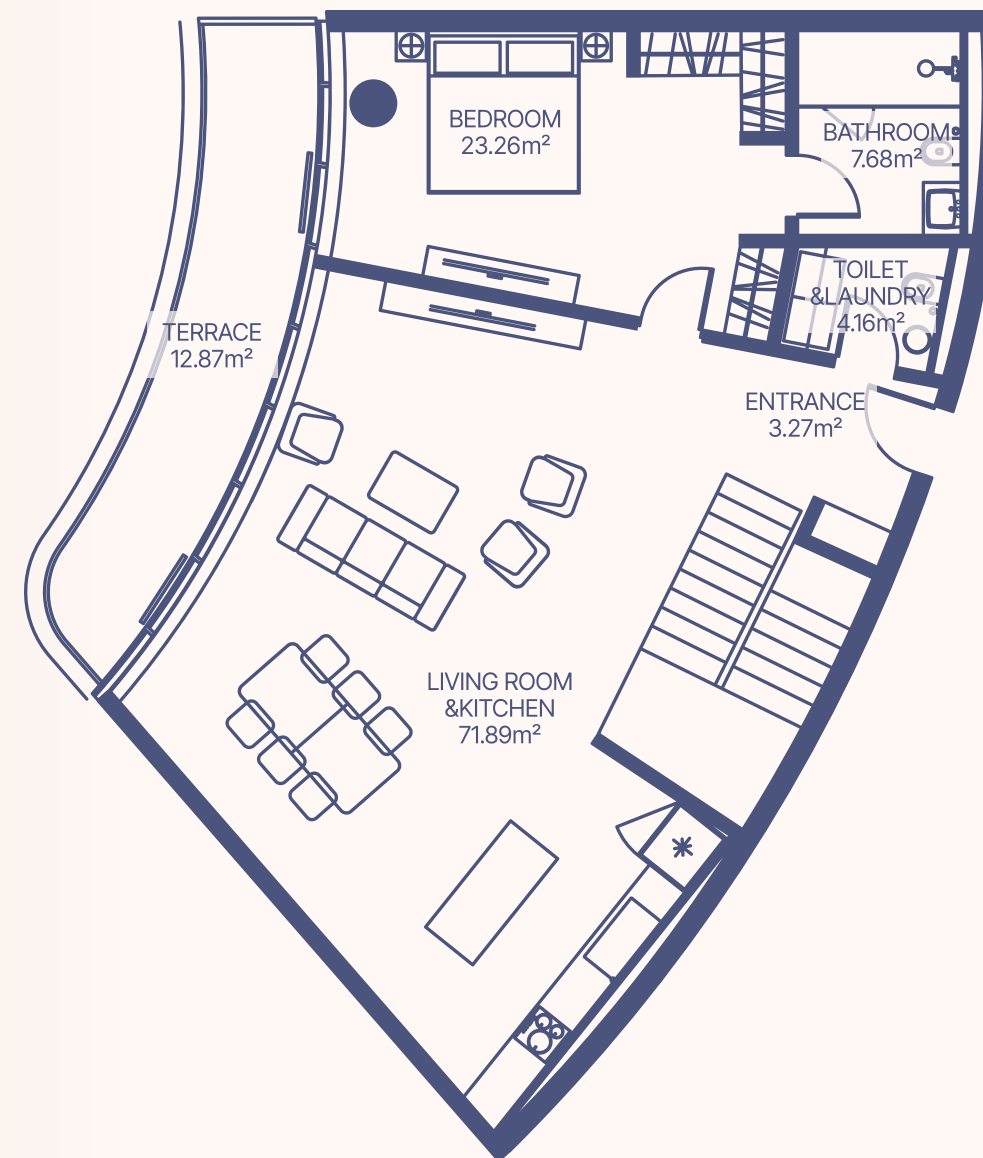 BEDROOM
23.26m²
BATHROOM
7.68m²
TOILET
&LAUNDRY
4.16m²
TERRACE
12.87m²
ENTRANCE
3.27m²
LIVING ROOM
&KITCHEN
71.89m²